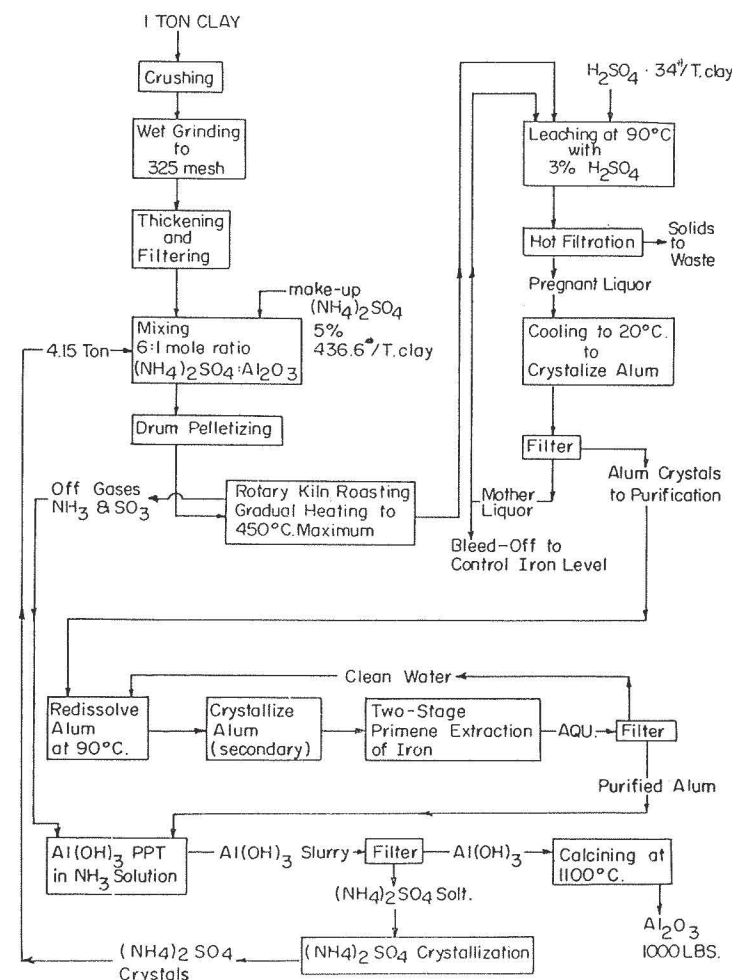 1 TON CLAY
Crushing
Wet Grinding
to
325 mesh
Thickening
and
Filtering
make-up
(NH4)2SO4
5%
436.6#/T. clay
4.15 Ton
Mixing
6:1 mole ratio
(NH4)2SO4:Al2O3
Drum Pelletizing
Off Gases
NH3 & SO3
Rotary Kiln Roasting
Gradual Heating to
450°C. Maximum
H2SO4 · 34#/T. clay
Leaching at 90°C
with
3% H2SO4
Hot Filtration
Solids
to
Waste
Pregnant Liquor
Cooling to 20°C.
to
Crystalize Alum
Filter
Alum Crystals
to Purification
Mother
Liquor
Bleed-Off to
Control Iron Level
Clean Water
Redissolve
Alum
at 90°C.
Crystallize
Alum
(secondary)
Two-Stage
Primene Extraction
of Iron
AQU.
Filter
Purified Alum
Al(OH)3 PPT
in NH3 Solution
Al(OH)3 Slurry
Filter
Al(OH)3
Calcining at
1100°C.
(NH4)2SO4 Solt.
Al2O3
1000 LBS.
(NH4)2 SO4 Crystallization
(NH4)2 SO4
Crystals